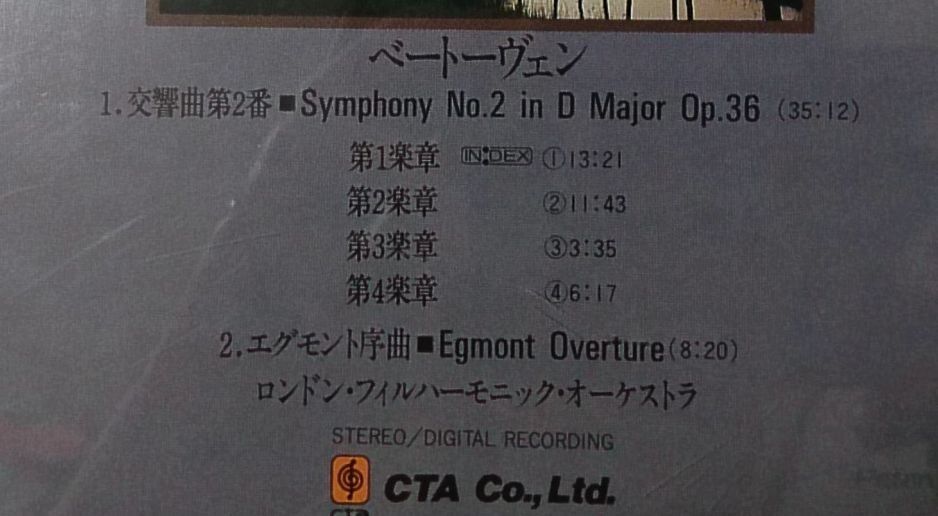 ベートーヴェン
1.交響曲第2番■Symphony No.2 in D Major Op.36 (35:12)
第1楽章 INDEX ①13:21
第2楽章 ②11:43
第3楽章 ③3:35
第4楽章 ④6:17
2.エグモント序曲■Egmont Overture(8:20)
ロンドン・フィルハーモニック・オーケストラ
STEREO/DIGITAL RECORDING
CTA Co.,Ltd.
CTA